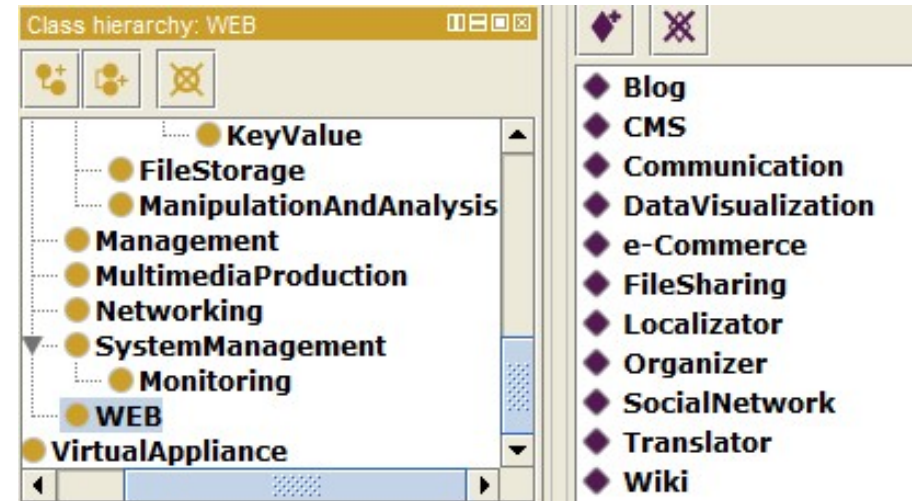 Class hierarchy: WEB
KeyValue
FileStorage
ManipulationAndAnalysis
Management
MultimediaProduction
Networking
SystemManagement
Monitoring
WEB
VirtualAppliance
Blog
CMS
Communication
DataVisualization
e-Commerce
FileSharing
Localizator
Organizer
SocialNetwork
Translator
Wiki